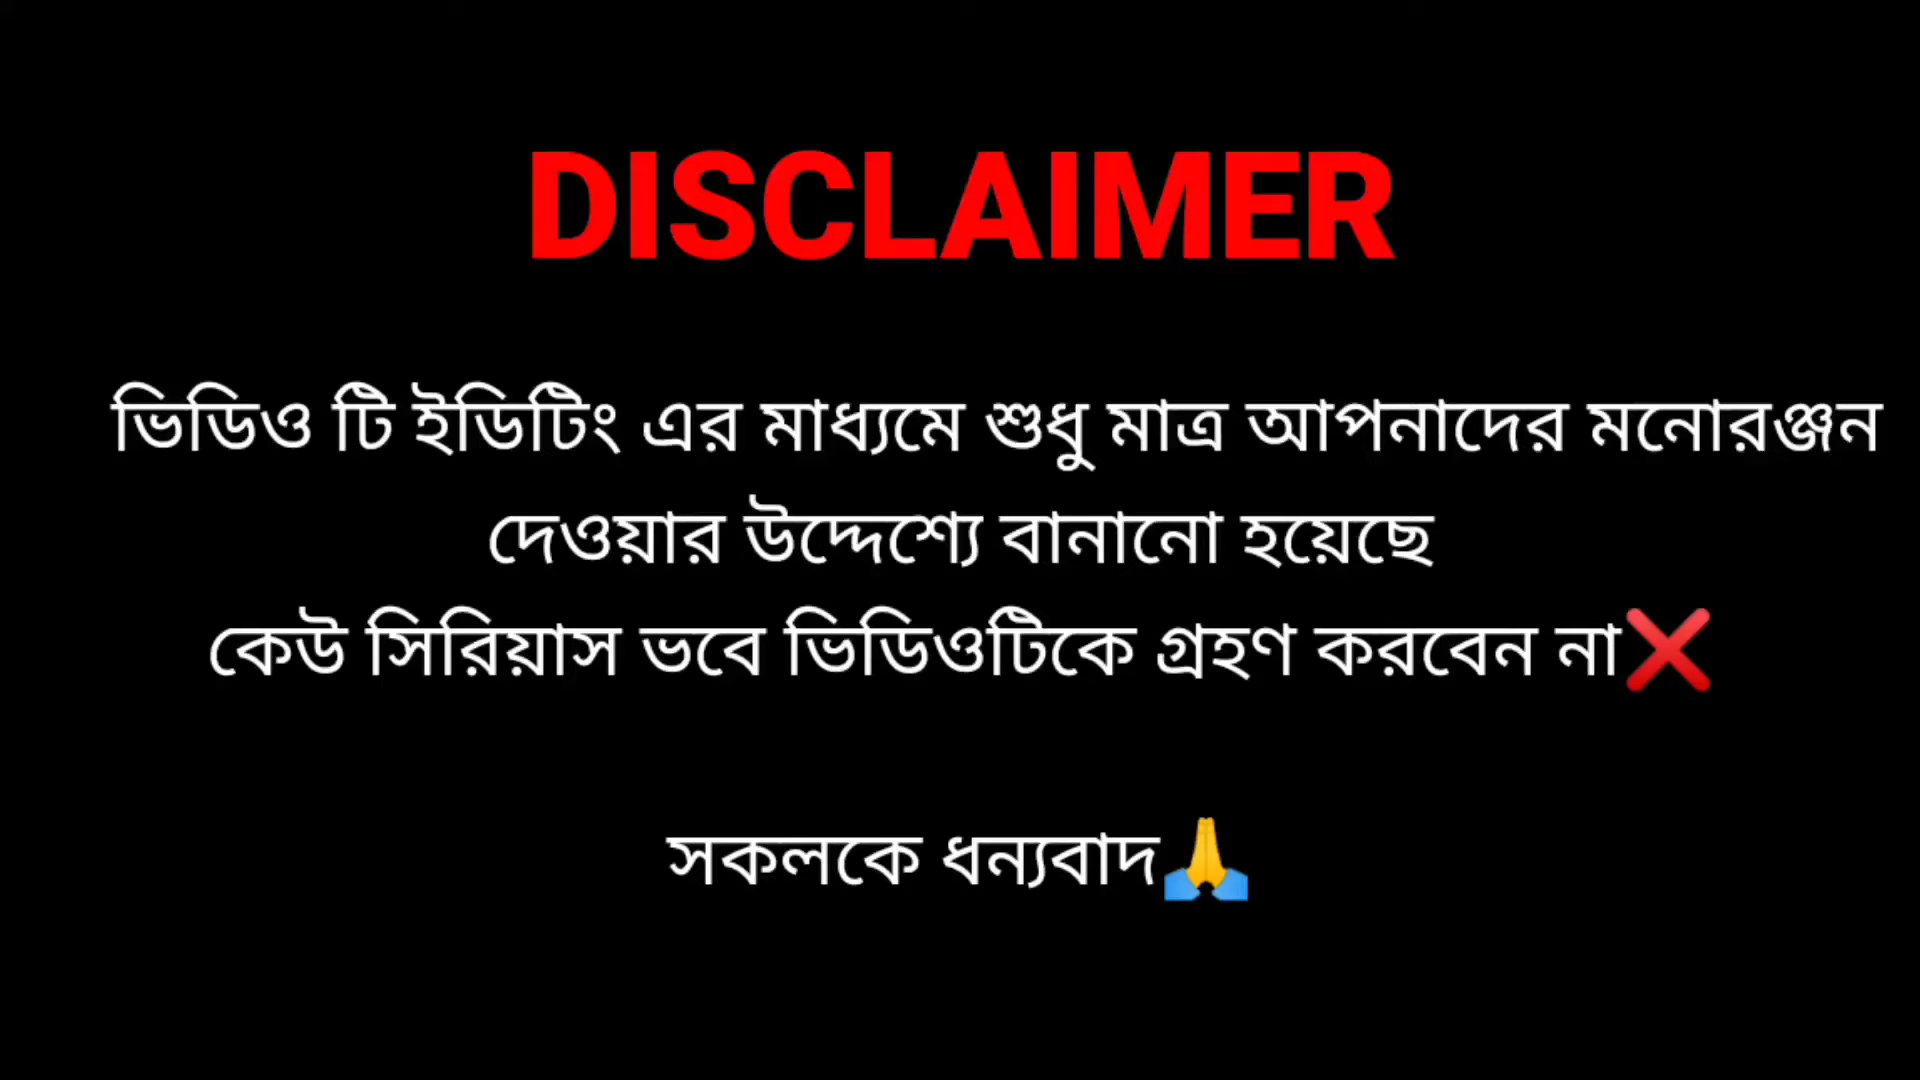 DISCLAIMER
ভিডিও টি ইডিটিং এর মাধ্যমে শুধু মাত্র আপনাদের মনোরঞ্জন
দেওয়ার উদ্দেশ্যে বানানো হয়েছে
কেউ সিরিয়াস ভবে ভিডিওটিকে গ্রহণ করবেন না❌
সকলকে ধন্যবাদ🙏